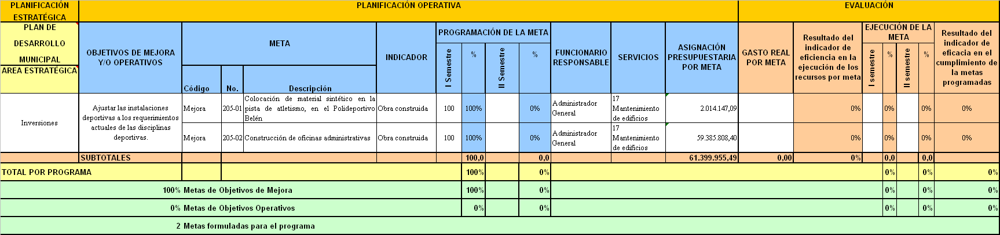 PLANIFICACIÓN ESTRATÉGICA
PLANIFICACIÓN OPERATIVA
EVALUACIÓN
PLAN DE
DESARROLLO
MUNICIPAL
AREA ESTRATÉGICA
OBJETIVOS DE MEJORA
Y/O OPERATIVOS
META
Código
No.
Descripción
INDICADOR
PROGRAMACIÓN DE LA META
I Semestre
%
II Semestre
%
FUNCIONARIO
RESPONSABLE
SERVICIOS
ASIGNACIÓN
PRESUPUESTARIA
POR META
GASTO REAL
POR META
Resultado del
indicador de
eficiencia en la
ejecución de los
recursos por meta
EJECUCIÓN DE LA
META
I semestre
%
II semestre
%
Resultado del
indicador de
eficacia en el
cumplimiento de
la metas
programadas
Inversiones
Ajustar las instalaciones
deportivas a los requerimientos
actuales de las disciplinas
deportivas.
Mejora
205-01
Colocación de material sintético en la
pista de atletismo, en el Polideportivo
Belén
Obra construida
100
100%
0%
Administrador
General
17
Mantenimiento
de edificios
2.014.147,09
0%
0%
0%
0%
Mejora
205-02
Construcción de oficinas administrativas
Obra construida
100
100%
0%
Administrador
General
17
Mantenimiento
de edificios
59.385.808,40
0%
0%
0%
0%
SUBTOTALES 100,0 0,0 61.399.955,49 0,00 0% 0,0 0,0
TOTAL POR PROGRAMA 100% 0% 0% 0% 0%
100% Metas de Objetivos de Mejora 100% 0% 0% 0% 0%
0% Metas de Objetivos Operativos 0% 0% 0% 0% 0%
2 Metas formuladas para el programa